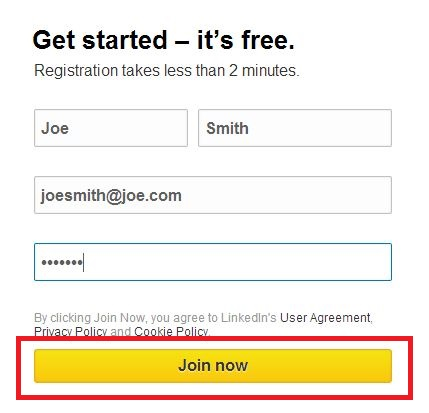 Get started – it’s free.
Registration takes less than 2 minutes.
Joe Smith
joesmith@joe.com
•••••••
By clicking Join Now, you agree to LinkedIn's User Agreement,
Privacy Policy and Cookie Policy.
Join now